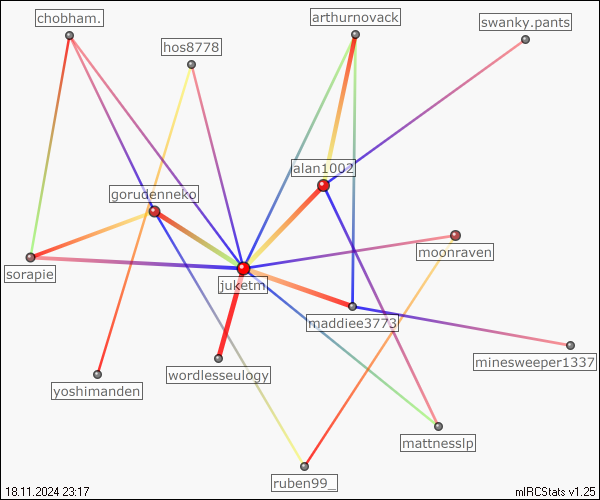 arthurnovack
chobham.
swanky.pants
hos8778
alan1002
gorudenneko
moonraven
sorapie
juketm
maddiee3773
minesweeper1337
wordlesseulogy
yoshimanden
mattnesslp
ruben99_
18.11.2024 23:17
mIRCStats v1.25